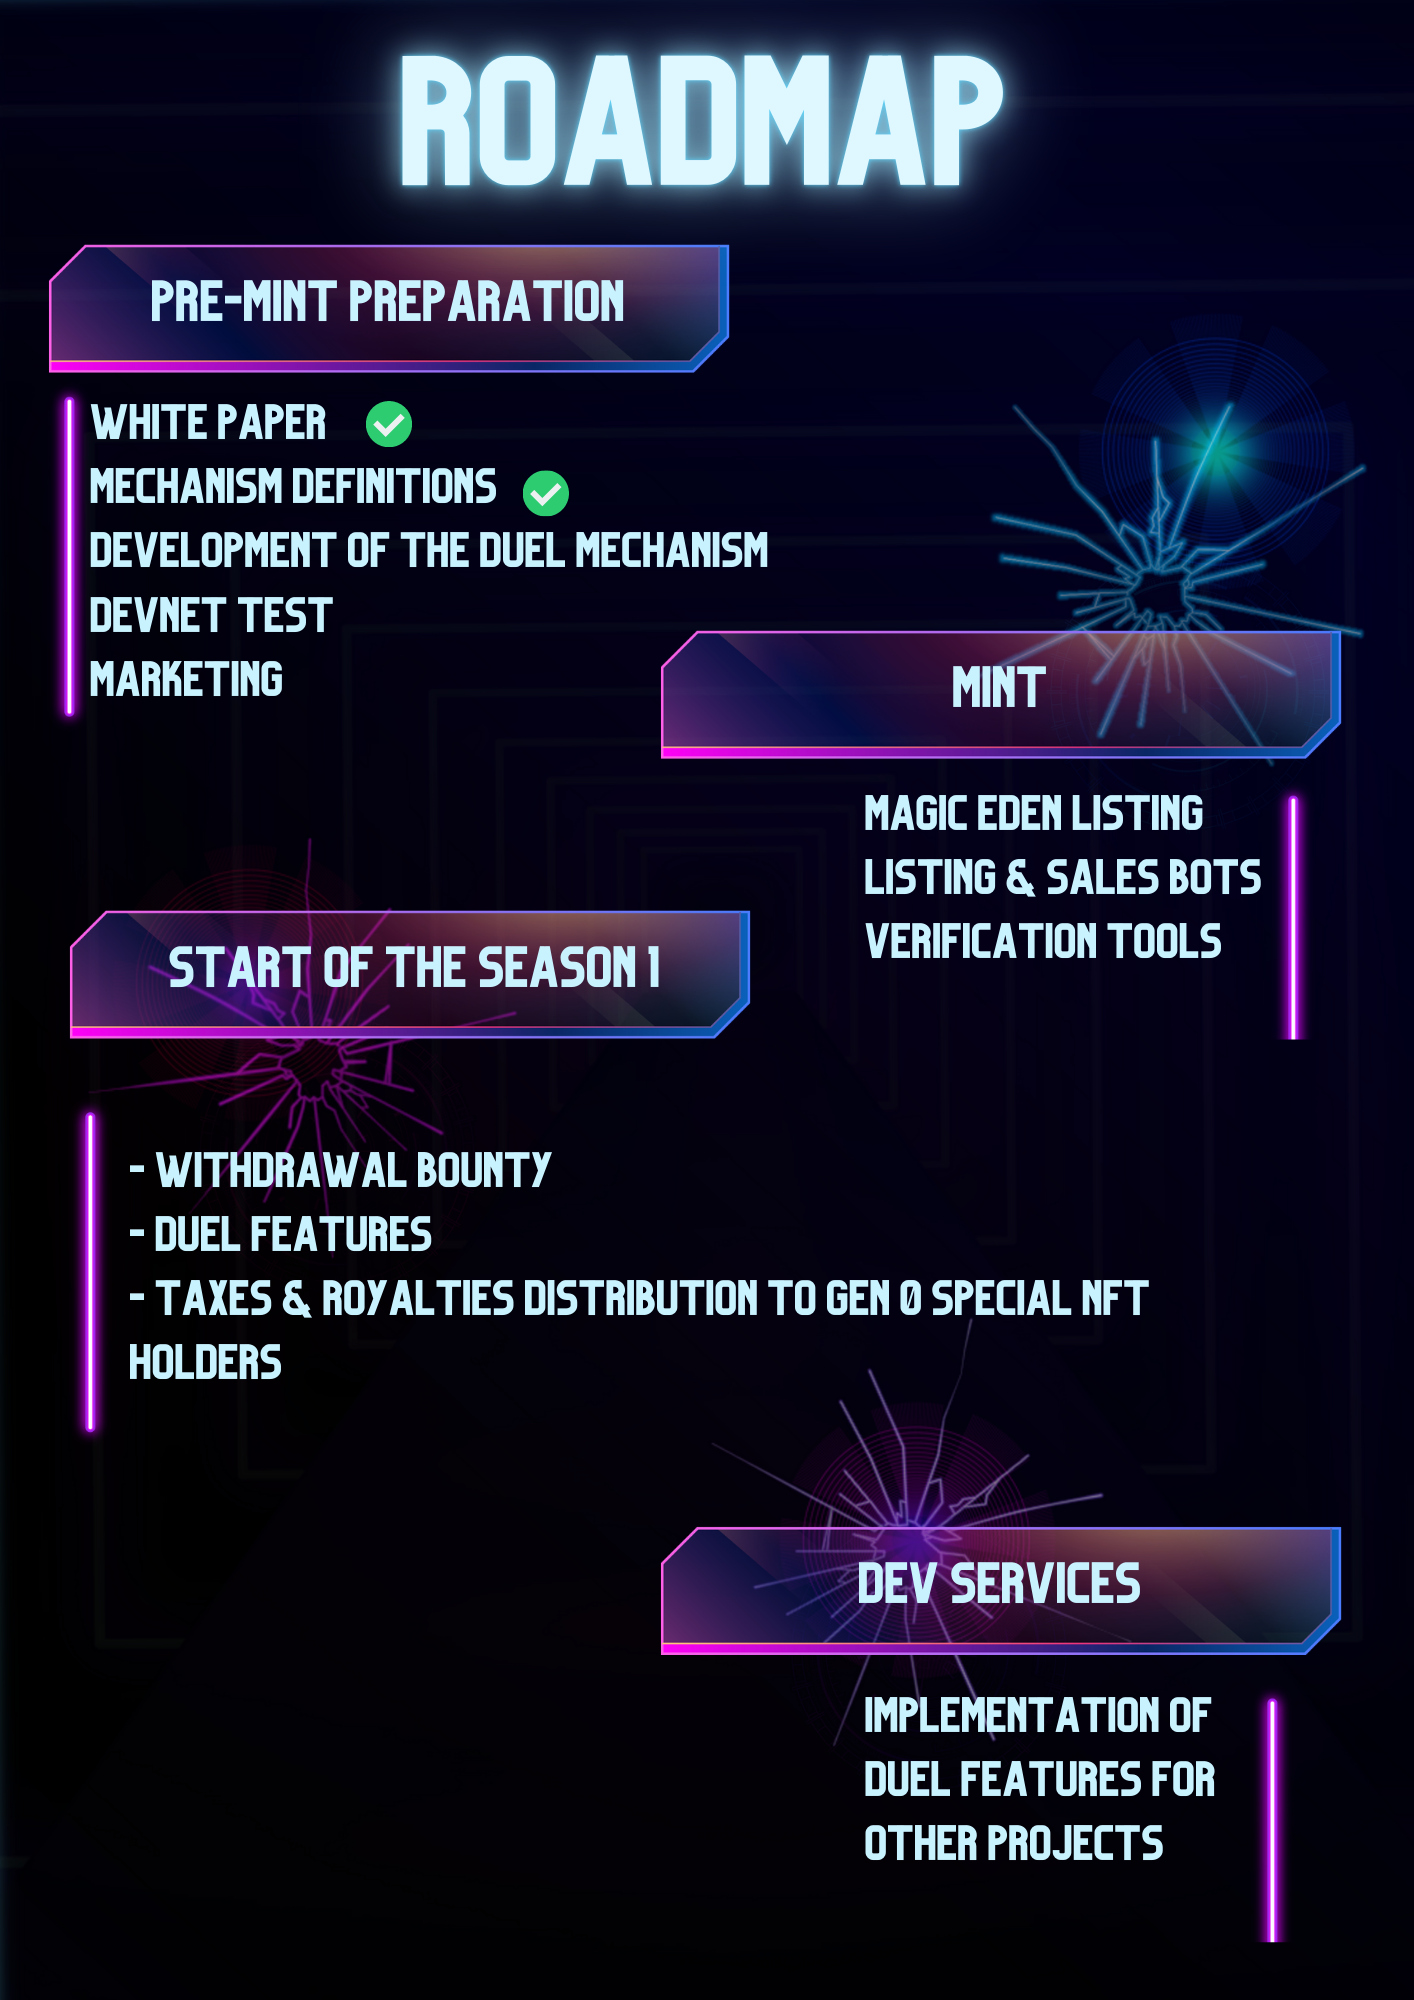 ROADMAP
PRE-MINT PREPARATION
WHITE PAPER
MECHANISM DEFINITIONS
DEVELOPMENT OF THE DUEL MECHANISM
DEVNET TEST
MARKETING
MINT
MAGIC EDEN LISTING
LISTING & SALES BOTS
VERIFICATION TOOLS
START OF THE SEASON 1
- WITHDRAWAL BOUNTY
- DUEL FEATURES
- TAXES & ROYALTIES DISTRIBUTION TO GEN 0 SPECIAL NFT
HOLDERS
DEV SERVICES
IMPLEMENTATION OF
DUEL FEATURES FOR
OTHER PROJECTS